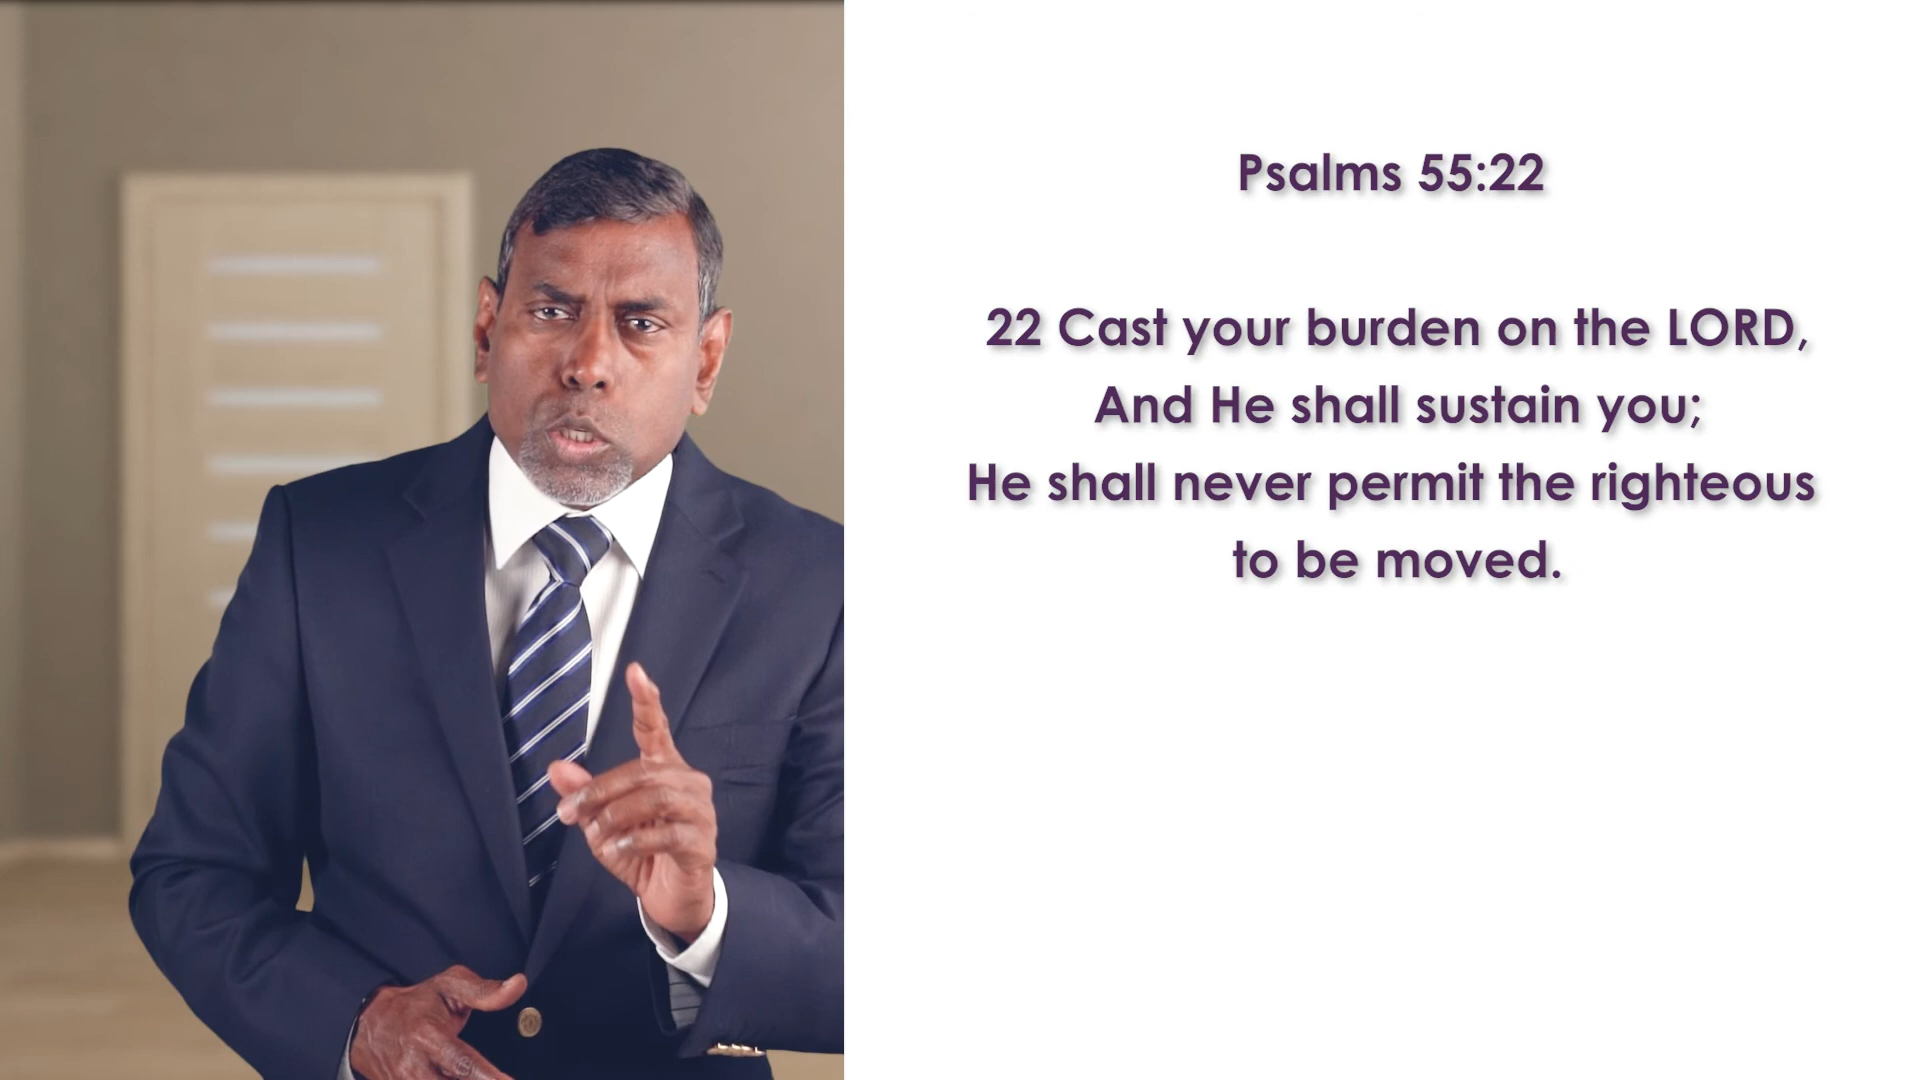 Psalms 55:22
22 Cast your burden on the LORD,
And He shall sustain you;
He shall never permit the righteous
to be moved.